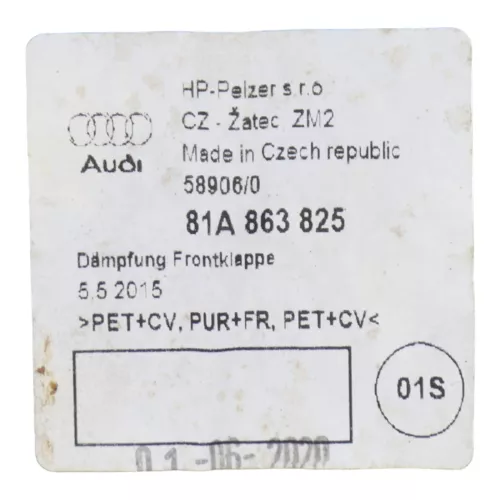 HP-Pelzer s.r.o
CZ - Žatec ZM2
Audi
Made in Czech republic
58906/0
81A 863 825
Dämpfung Frontklappe
5.5.2015
>PET+CV, PUR+FR, PET+CV<
01S
01-06-2020